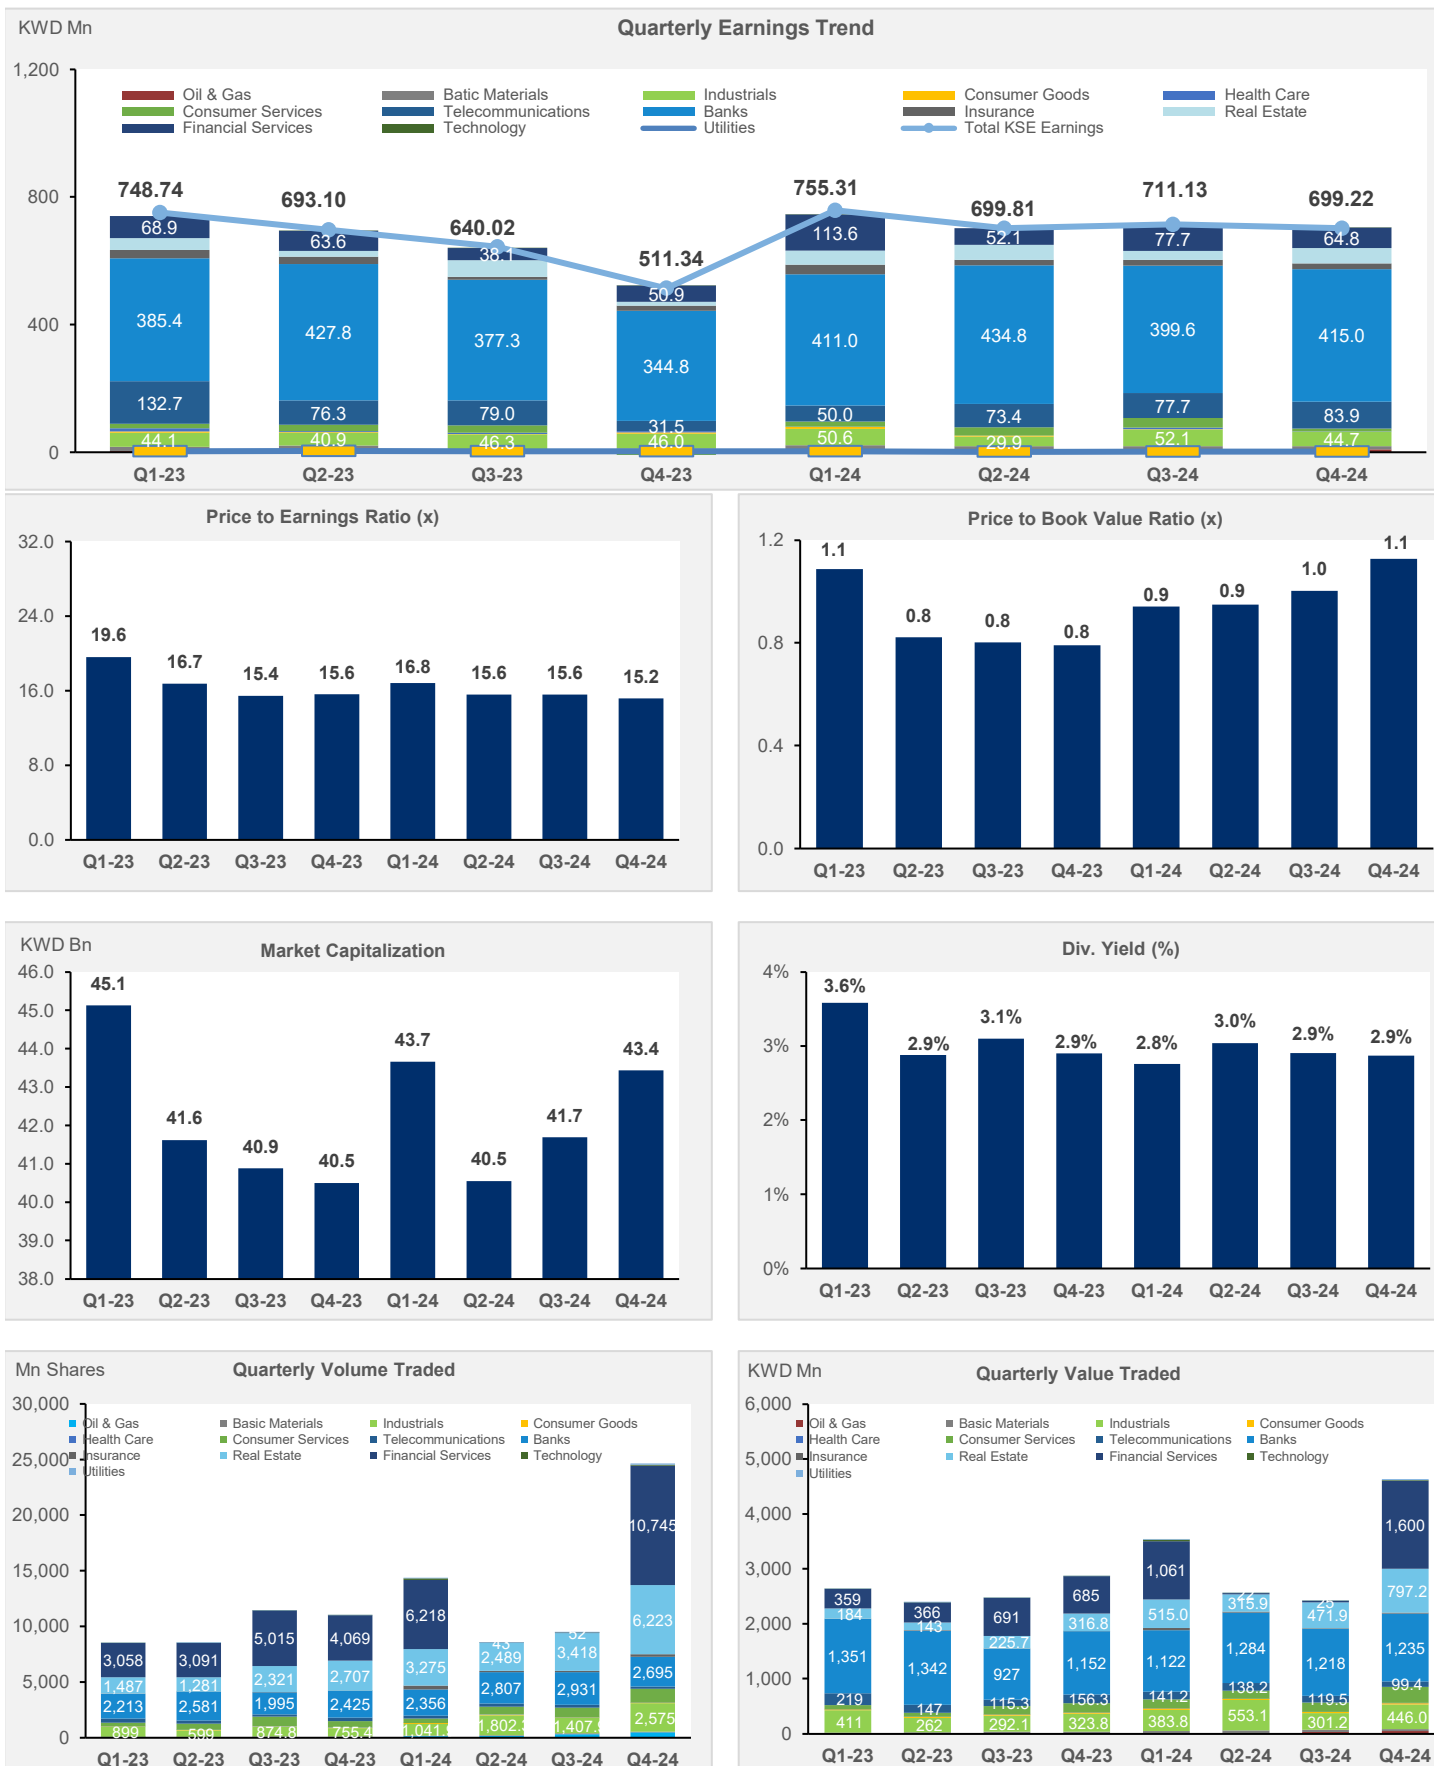 KWD Mn
Quarterly Earnings Trend
1,200
Oil & Gas Batic Materials Industrials Consumer Goods Health Care
Consumer Services Telecommunications Banks Insurance Real Estate
Financial Services Technology Utilities Total KSE Earnings
800
748.74 693.10 640.02 511.34 755.31 699.81 711.13 699.22
68.9 63.6 38.1 50.9 113.6 52.1 77.7 64.8
400
385.4 427.8 377.3 344.8 411.0 434.8 399.6 415.0
132.7 76.3 79.0 31.5 50.0 73.4 77.7 83.9
44.1 40.9 46.3 46.0 50.6 29.9 52.1 44.7
0
Q1-23 Q2-23 Q3-23 Q4-23 Q1-24 Q2-24 Q3-24 Q4-24
Price to Earnings Ratio (x)
32.0
24.0
16.0
8.0
0.0
19.6 16.7 15.4 15.6 16.8 15.6 15.6 15.2
Q1-23 Q2-23 Q3-23 Q4-23 Q1-24 Q2-24 Q3-24 Q4-24
Price to Book Value Ratio (x)
1.2
0.8
0.4
0.0
1.1 0.8 0.8 0.8 0.9 0.9 1.0 1.1
Q1-23 Q2-23 Q3-23 Q4-23 Q1-24 Q2-24 Q3-24 Q4-24
KWD Bn
Market Capitalization
46.0
45.0
44.0
43.0
42.0
41.0
40.0
39.0
38.0
45.1 41.6 40.9 40.5 43.7 40.5 41.7 43.4
Q1-23 Q2-23 Q3-23 Q4-23 Q1-24 Q2-24 Q3-24 Q4-24
Div. Yield (%)
4%
3%
2%
1%
0%
3.6% 2.9% 3.1% 2.9% 2.8% 3.0% 2.9% 2.9%
Q1-23 Q2-23 Q3-23 Q4-23 Q1-24 Q2-24 Q3-24 Q4-24
Mn Shares
Quarterly Volume Traded
30,000
25,000
20,000
15,000
10,000
5,000
0
Oil & Gas Basic Materials Industrials Consumer Goods
Health Care Consumer Services Telecommunications Banks
Insurance Real Estate Financial Services Technology
Utilities
3,058 3,091 5,015 4,069 6,218 43 52 10,745
1,487 1,281 2,321 2,707 3,275 2,489 3,418 6,223
2,213 2,581 1,995 2,425 2,356 2,807 2,931 2,695
899 599 874.8 755.4 1,041.9 1,802.3 1,407.9 2,575
Q1-23 Q2-23 Q3-23 Q4-23 Q1-24 Q2-24 Q3-24 Q4-24
KWD Mn
Quarterly Value Traded
6,000
5,000
4,000
3,000
2,000
1,000
0
Oil & Gas Basic Materials Industrials Consumer Goods
Health Care Consumer Services Telecommunications Banks
Insurance Real Estate Financial Services Technology
Utilities
359 366 691 685 1,061 22 25 1,600
184 143 225.7 316.8 515.0 315.9 471.9 797.2
1,351 1,342 927 1,152 1,122 1,284 1,218 1,235
219 147 115.3 156.3 141.2 138.2 119.5 99.4
411 262 292.1 323.8 383.8 553.1 301.2 446.0
Q1-23 Q2-23 Q3-23 Q4-23 Q1-24 Q2-24 Q3-24 Q4-24